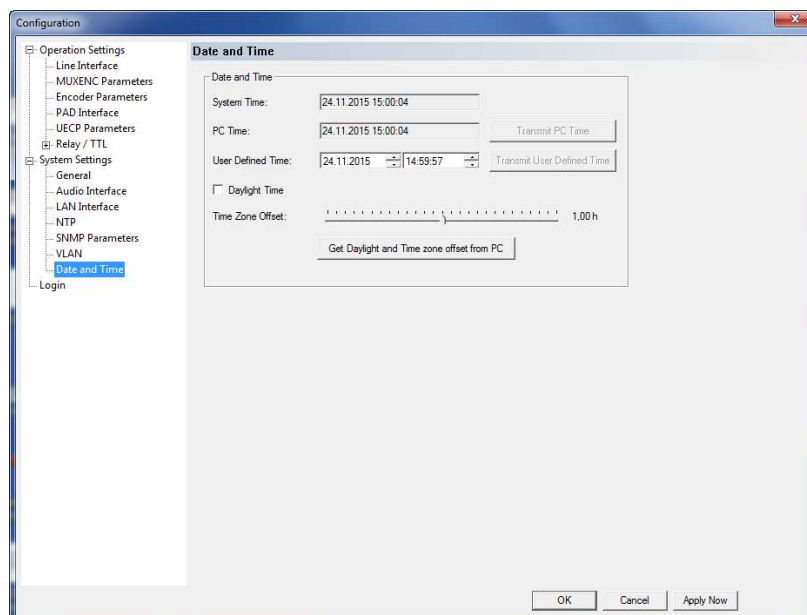 Configuration
Operation Settings
Line Interface
MUXENC Parameters
Encoder Parameters
PAD Interface
UECP Parameters
Relay / TTL
System Settings
General
Audio Interface
LAN Interface
NTP
SNMP Parameters
VLAN
Date and Time
Login
Date and Time
Date and Time
System Time: 24.11.2015 15:00:04
PC Time: 24.11.2015 15:00:04 Transmit PC Time
User Defined Time: 24.11.2015 14:59:57 Transmit User Defined Time
Daylight Time
Time Zone Offset: 1,00 h
Get Daylight and Time zone offset from PC
OK Cancel Apply Now